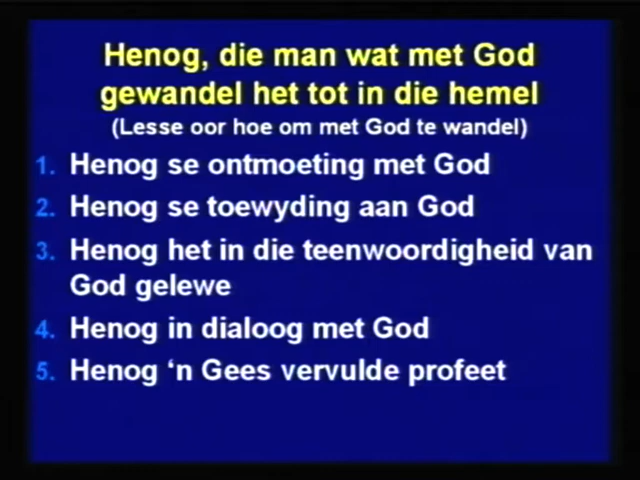 Henog, die man wat met God
gewandel het tot in die hemel
(Lesse oor hoe om met God te wandel)
1. Henog se ontmoeting met God
2. Henog se toewyding aan God
3. Henog het in die teenwoordigheid van
God gelewe
4. Henog in dialoog met God
5. Henog ‘n Gees vervulde profeet